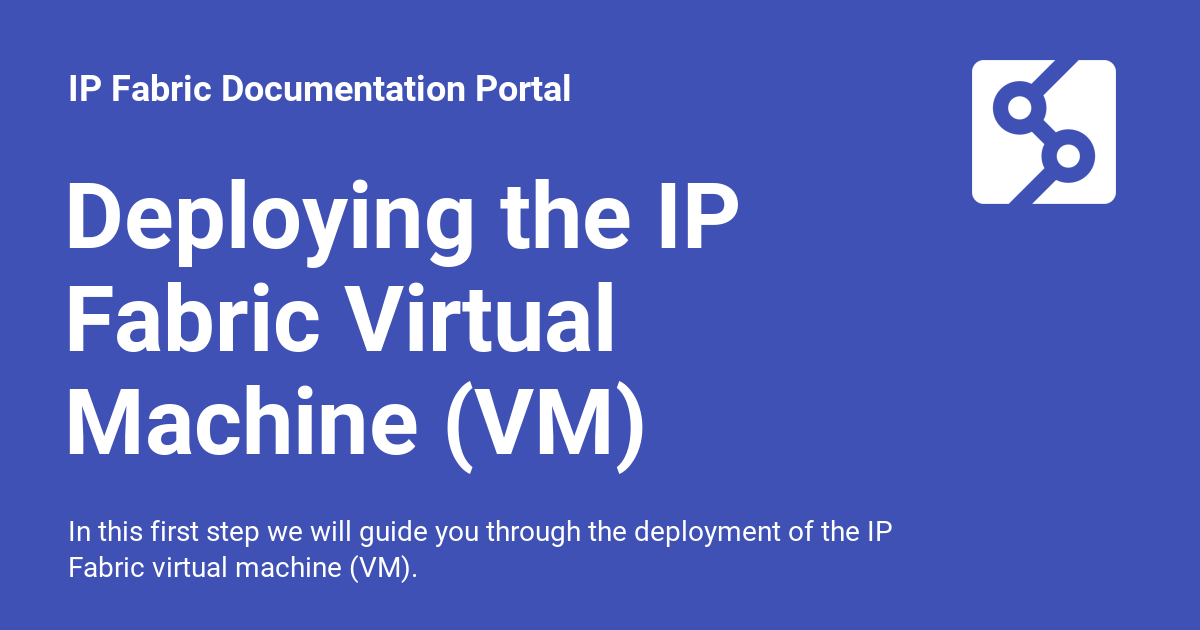 IP Fabric Documentation Portal
Deploying the IP
Fabric Virtual
Machine (VM)
In this first step we will guide you through the deployment of the IP
Fabric virtual machine (VM).